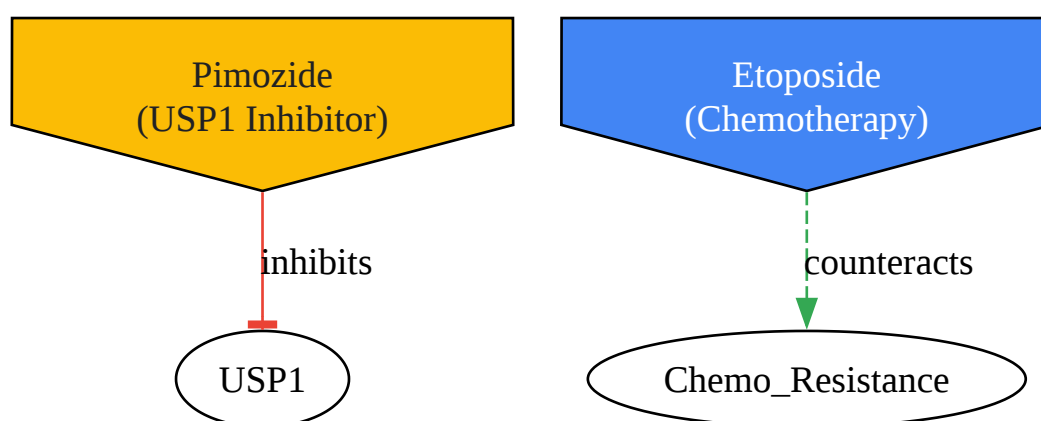 Pimozide
(USP1 Inhibitor)
Etoposide
(Chemotherapy)
inhibits
counteracts
USP1
Chemo_Resistance